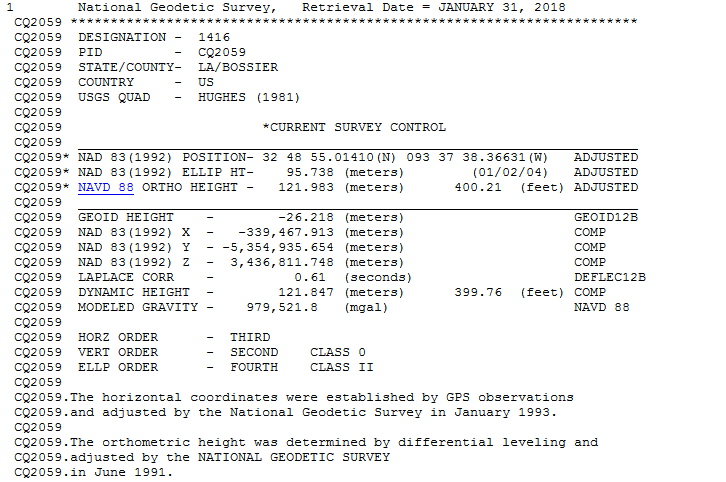 1 National Geodetic Survey, Retrieval Date = JANUARY 31, 2018
CQ2059 ***********************************************************************
CQ2059 DESIGNATION - 1416
CQ2059 PID - CQ2059
CQ2059 STATE/COUNTY- LA/BOSSIER
CQ2059 COUNTRY - US
CQ2059 USGS QUAD - HUGHES (1981)
CQ2059
CQ2059 *CURRENT SURVEY CONTROL
CQ2059
CQ2059* NAD 83(1992) POSITION- 32 48 55.01410(N) 093 37 38.36631(W) ADJUSTED
CQ2059* NAD 83(1992) ELLIP HT- 95.738 (meters) (01/02/04) ADJUSTED
CQ2059* NAVD 88 ORTHO HEIGHT - 121.983 (meters) 400.21 (feet) ADJUSTED
CQ2059
CQ2059 GEOID HEIGHT - -26.218 (meters) GEOID12B
CQ2059 NAD 83(1992) X - -339,467.913 (meters) COMP
CQ2059 NAD 83(1992) Y - -5,354,935.654 (meters) COMP
CQ2059 NAD 83(1992) Z - 3,436,811.748 (meters) COMP
CQ2059 LAPLACE CORR - 0.61 (seconds) DEFLEC12B
CQ2059 DYNAMIC HEIGHT - 121.847 (meters) 399.76 (feet) COMP
CQ2059 MODELED GRAVITY - 979,521.8 (mgal) NAVD 88
CQ2059
CQ2059 HORZ ORDER - THIRD
CQ2059 VERT ORDER - SECOND CLASS 0
CQ2059 ELLP ORDER - FOURTH CLASS II
CQ2059
CQ2059.The horizontal coordinates were established by GPS observations
CQ2059.and adjusted by the National Geodetic Survey in January 1993.
CQ2059
CQ2059.The orthometric height was determined by differential leveling and
CQ2059.adjusted by the NATIONAL GEODETIC SURVEY
CQ2059.in June 1991.